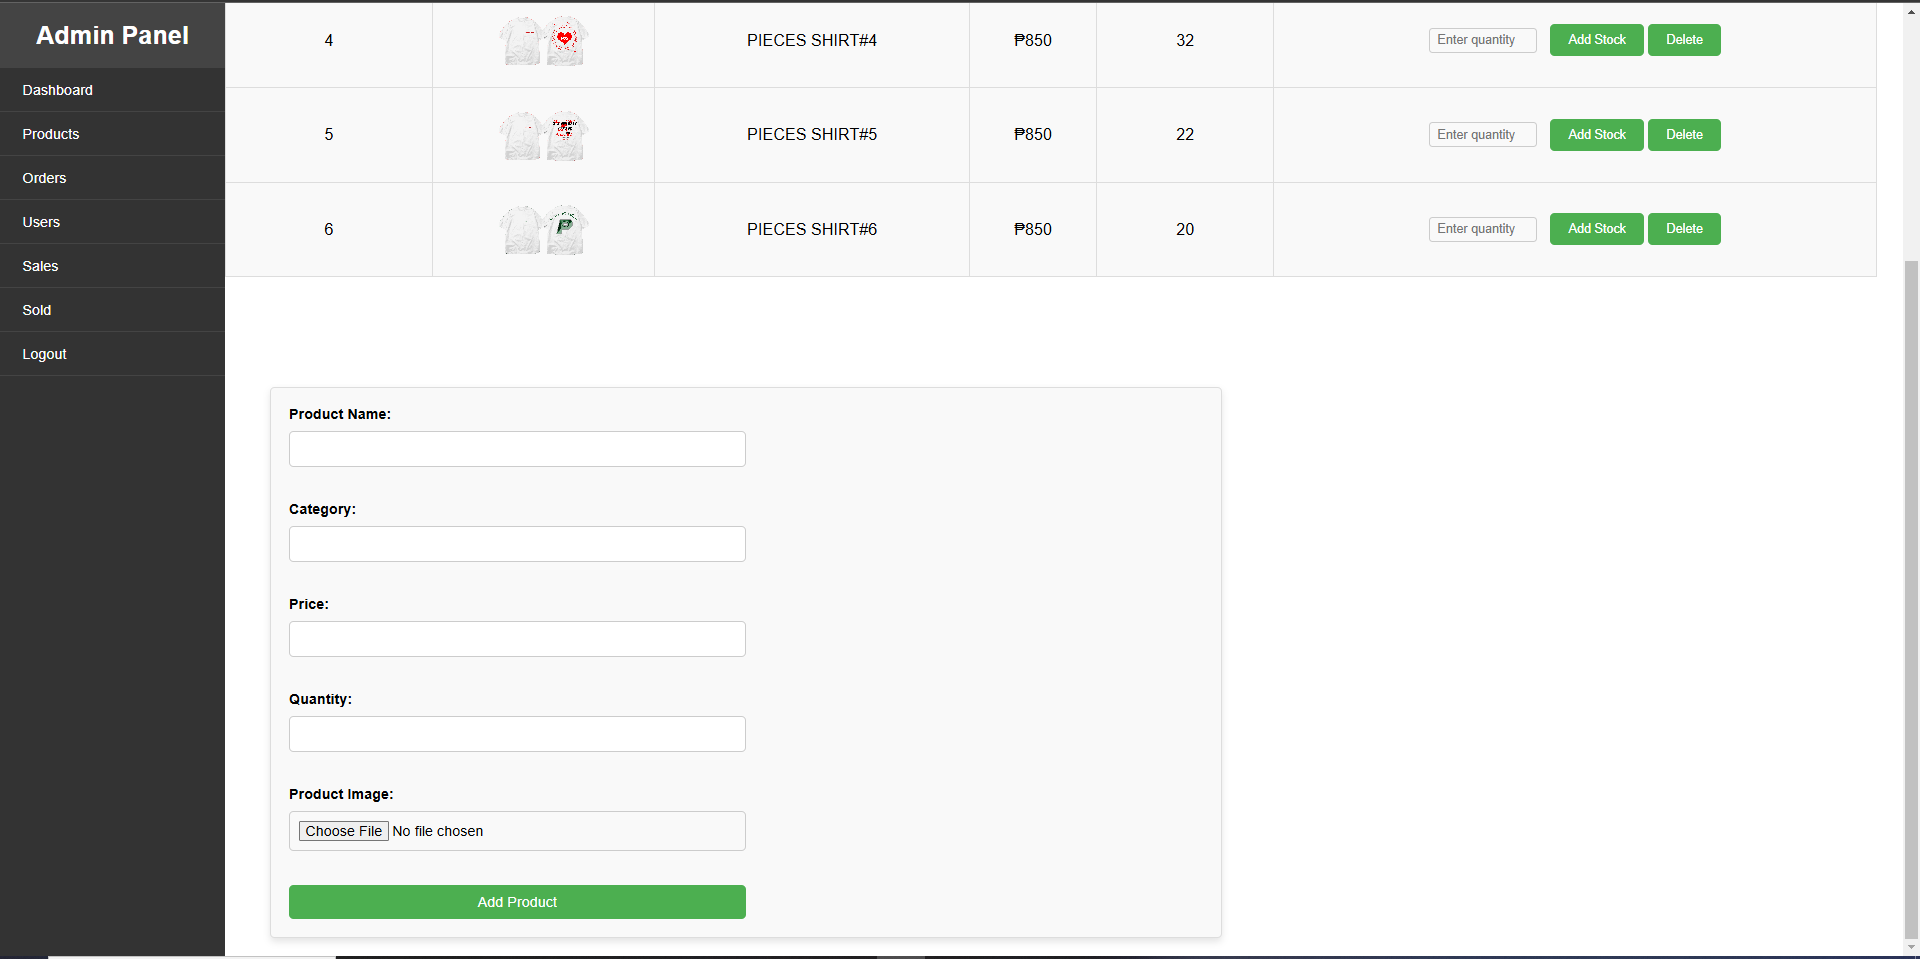 Admin Panel
Dashboard
Products
Orders
Users
Sales
Sold
Logout
4 PIECES SHIRT#4 ₱850 32 Enter quantity Add Stock Delete
5 PIECES SHIRT#5 ₱850 22 Enter quantity Add Stock Delete
6 P PIECES SHIRT#6 ₱850 20 Enter quantity Add Stock Delete
Product Name:
Category:
Price:
Quantity:
Product Image:
Choose File No file chosen
Add Product